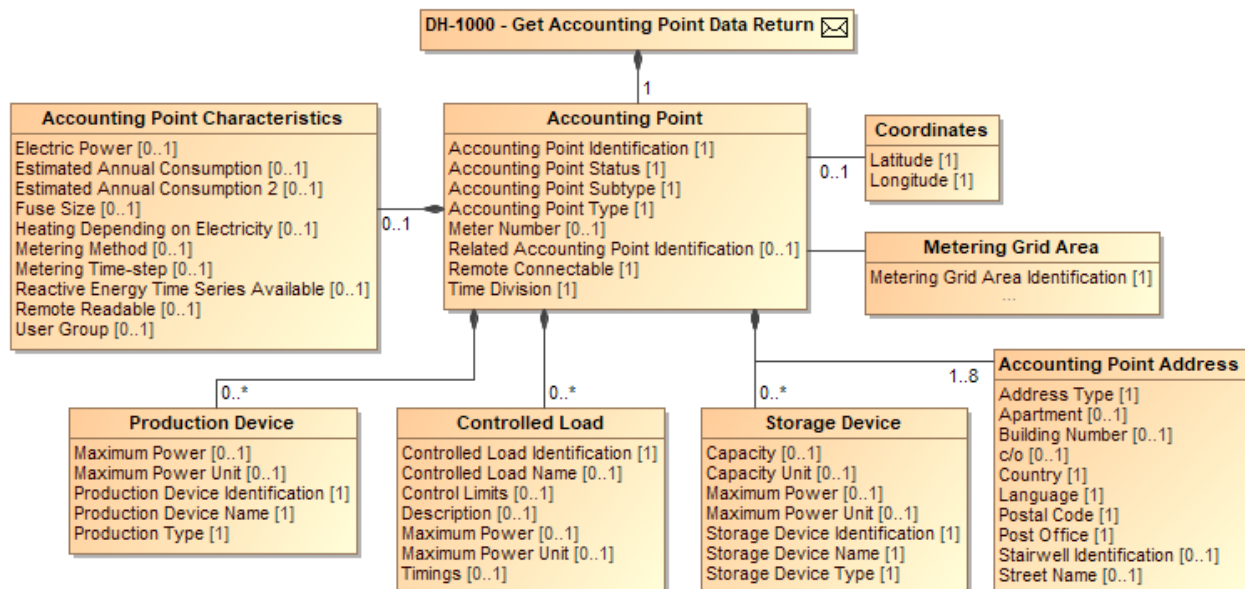 DH-1000 - Get Accounting Point Data Return
1
Accounting Point Characteristics
Electric Power [0..1]
Estimated Annual Consumption [0..1]
Estimated Annual Consumption 2 [0..1]
Fuse Size [0..1]
Heating Depending on Electricity [0..1]
Metering Method [0..1]
Metering Time-step [0..1]
Reactive Energy Time Series Available [0..1]
Remote Readable [0..1]
User Group [0..1]
0..1
Accounting Point
Accounting Point Identification [1]
Accounting Point Status [1]
Accounting Point Subtype [1]
Accounting Point Type [1]
Meter Number [0..1]
Related Accounting Point Identification [0..1]
Remote Connectable [1]
Time Division [1]
0..1
Coordinates
Latitude [1]
Longitude [1]
Metering Grid Area
Metering Grid Area Identification [1]
...
0..*
Production Device
Maximum Power [0..1]
Maximum Power Unit [0..1]
Production Device Identification [1]
Production Device Name [1]
Production Type [1]
0..*
Controlled Load
Controlled Load Identification [1]
Controlled Load Name [0..1]
Control Limits [0..1]
Description [0..1]
Maximum Power [0..1]
Maximum Power Unit [0..1]
Timings [0..1]
0..*
Storage Device
Capacity [0..1]
Capacity Unit [0..1]
Maximum Power [0..1]
Maximum Power Unit [0..1]
Storage Device Identification [1]
Storage Device Name [1]
Storage Device Type [1]
1..8
Accounting Point Address
Address Type [1]
Apartment [0..1]
Building Number [0..1]
c/o [0..1]
Country [1]
Language [1]
Postal Code [1]
Post Office [1]
Stairwell Identification [0..1]
Street Name [0..1]